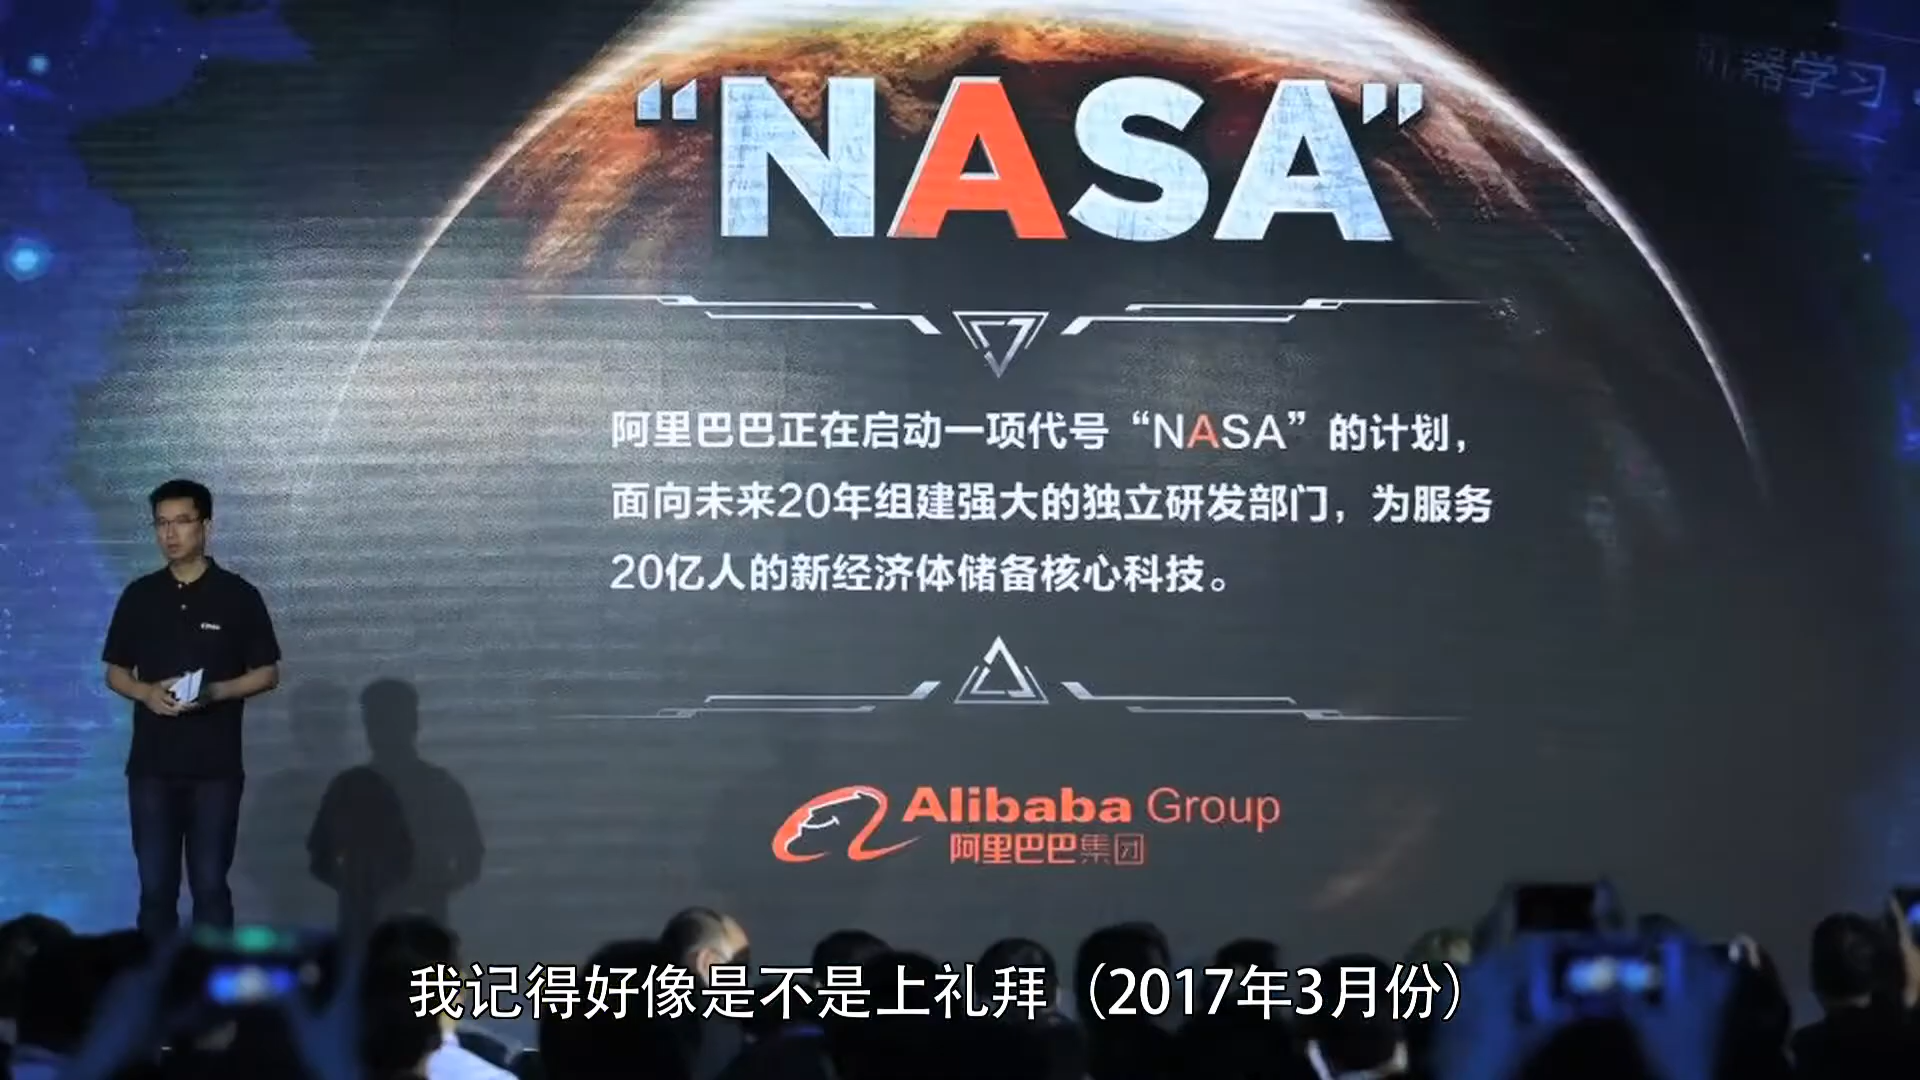 “NASA”
器学习
阿里巴巴正在启动一项代号“NASA”的计划，
面向未来20年组建强大的独立研发部门，为服务
20亿人的新经济体储备核心科技。
Alibaba Group
阿里巴巴集团
我记得好像是不是上礼拜（2017年3月份）